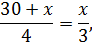 (30 + x)/4 = x/3,